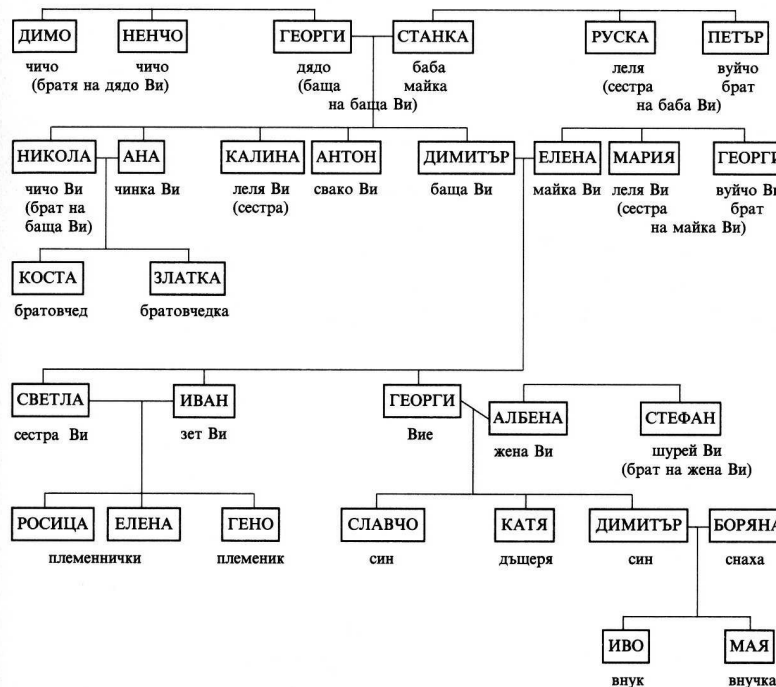 ДИМО НЕНЧО ГЕОРГИ СТАНКА РУСКА ПЕТЪР
чичо чичо дядо баба леля вуйчо
(братя на дядо Ви) (баща майка (сестра брат
на баща Ви) на баба Ви)
НИКОЛА АНА КАЛИНА АНТОН ДИМИТЪР ЕЛЕНА МАРИЯ ГЕОРГИ
чичо Ви чинка Ви леля Ви свако Ви баща Ви майка Ви леля Ви вуйчо Ви
(брат на (сестра) (сестра брат
баща Ви) на майка Ви)
КОСТА ЗЛАТКА
братовчед братовчедка
СВЕТЛА ИВАН ГЕОРГИ АЛБЕНА СТЕФАН
сестра Ви зет Ви Вие жена Ви шурей Ви
(брат на жена Ви)
РОСИЦА ЕЛЕНА ГЕНО СЛАВЧО КАТЯ ДИМИТЪР БОРЯНА
племеннички племеник син дъщеря син снаха
ИВО МАЯ
внук внучка